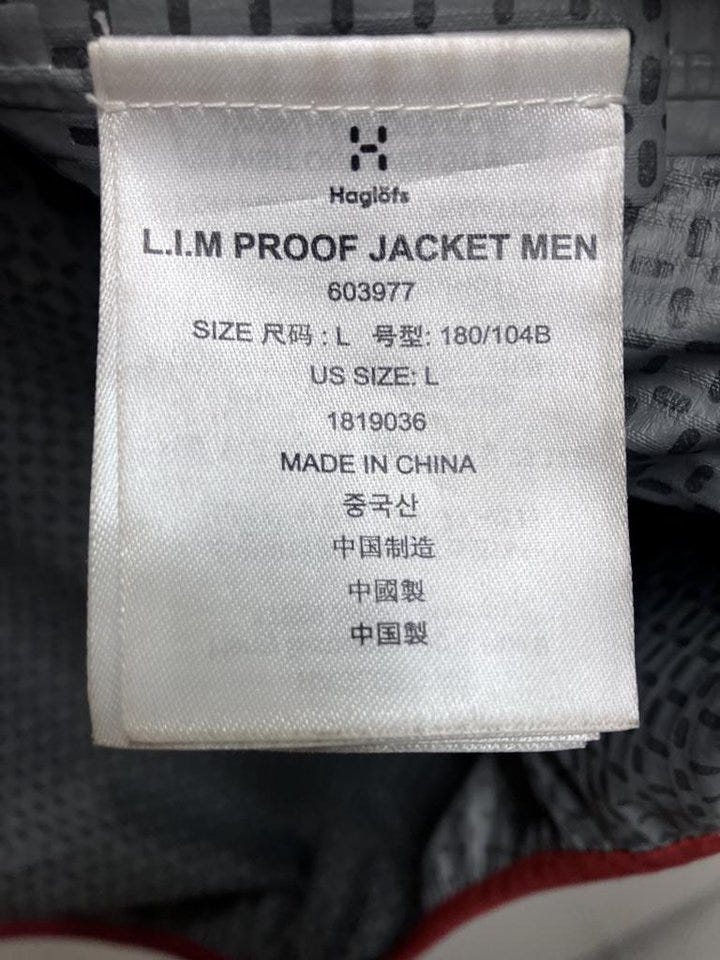 Haglöfs
L.I.M PROOF JACKET MEN
603977
SIZE 尺码 : L 号型: 180/104B
US SIZE: L
1819036
MADE IN CHINA
중국산
中国制造
中國製
中国製